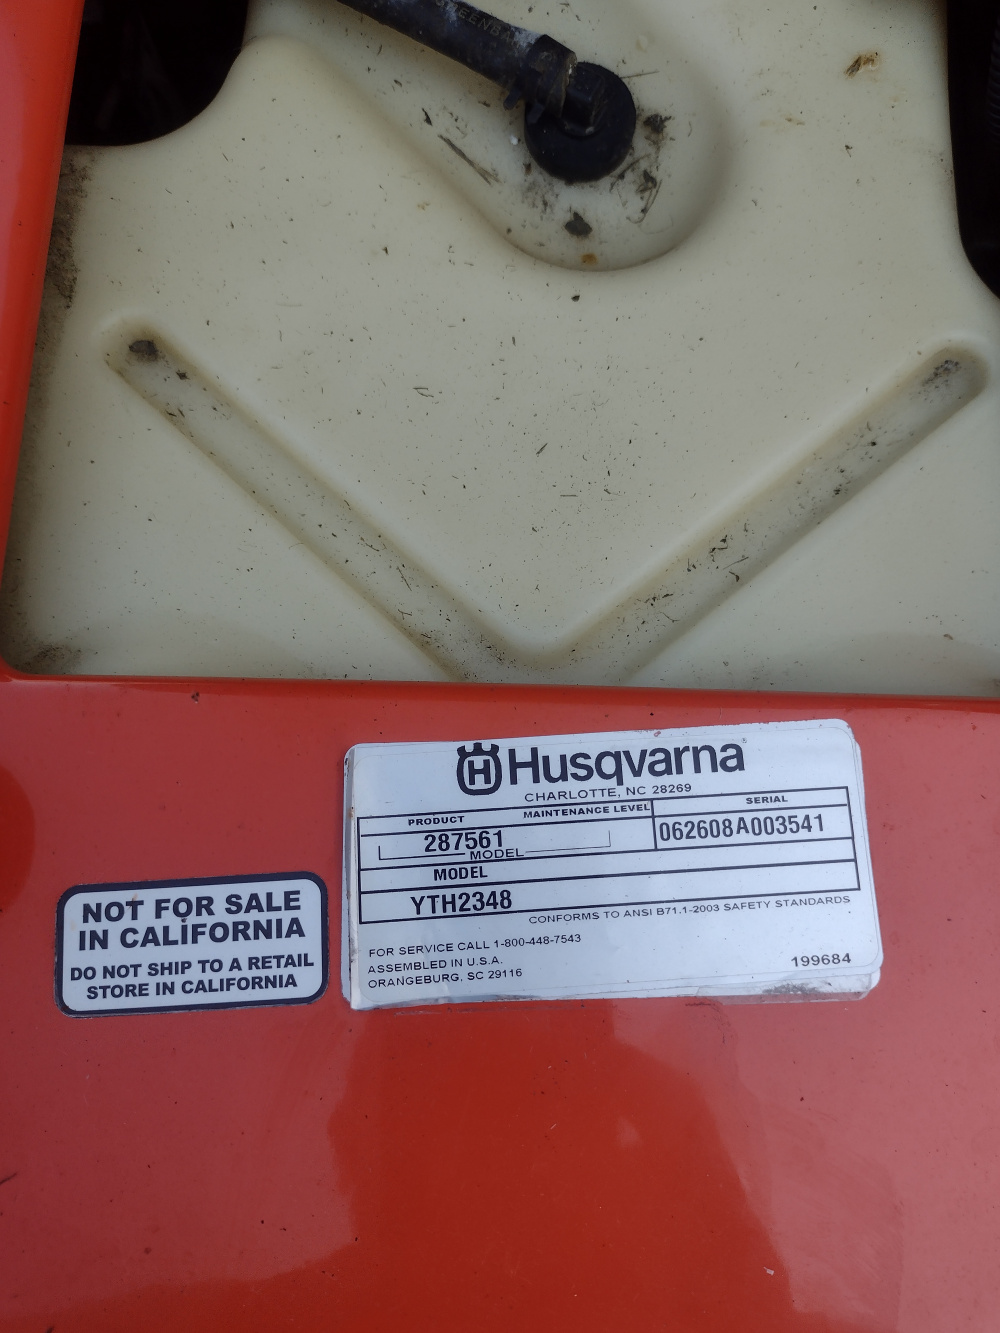 Husqvarna
CHARLOTTE, NC 28269
PRODUCT MAINTENANCE LEVEL SERIAL
287561 062608A003541
MODEL
MODEL
YTH2348
CONFORMS TO ANSI B71.1-2003 SAFETY STANDARDS
FOR SERVICE CALL 1-800-448-7543
ASSEMBLED IN U.S.A.
ORANGEBURG, SC 29116
199684
NOT FOR SALE
IN CALIFORNIA
DO NOT SHIP TO A RETAIL
STORE IN CALIFORNIA